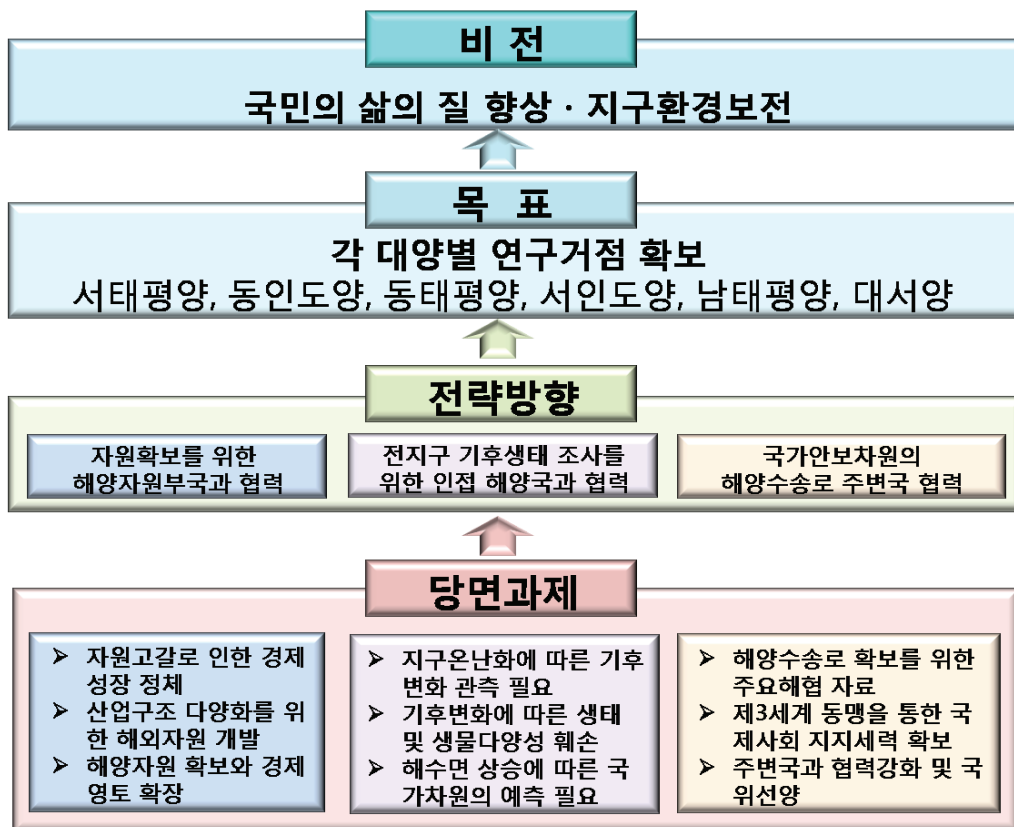 비 전
국민의 삶의 질 향상 · 지구환경보전
목 표
각 대양별 연구거점 확보
서태평양, 동인도양, 동태평양, 서인도양, 남태평양, 대서양
전략방향
자원확보를 위한
해양자원부국과 협력
전지구 기후생태 조사를
위한 인접 해양국과 협력
국가안보차원의
해양수송로 주변국 협력
당면과제
➢ 자원고갈로 인한 경제
성장 정체
➢ 산업구조 다양화를 위
한 해외자원 개발
➢ 해양자원 확보와 경제
영토 확장
➢ 지구온난화에 따른 기후
변화 관측 필요
➢ 기후변화에 따른 생태
및 생물다양성 훼손
➢ 해수면 상승에 따른 국
가차원의 예측 필요
➢ 해양수송로 확보를 위한
주요해협 자료
➢ 제3세계 동맹을 통한 국
제사회 지지세력 확보
➢ 주변국과 협력강화 및 국
위선양